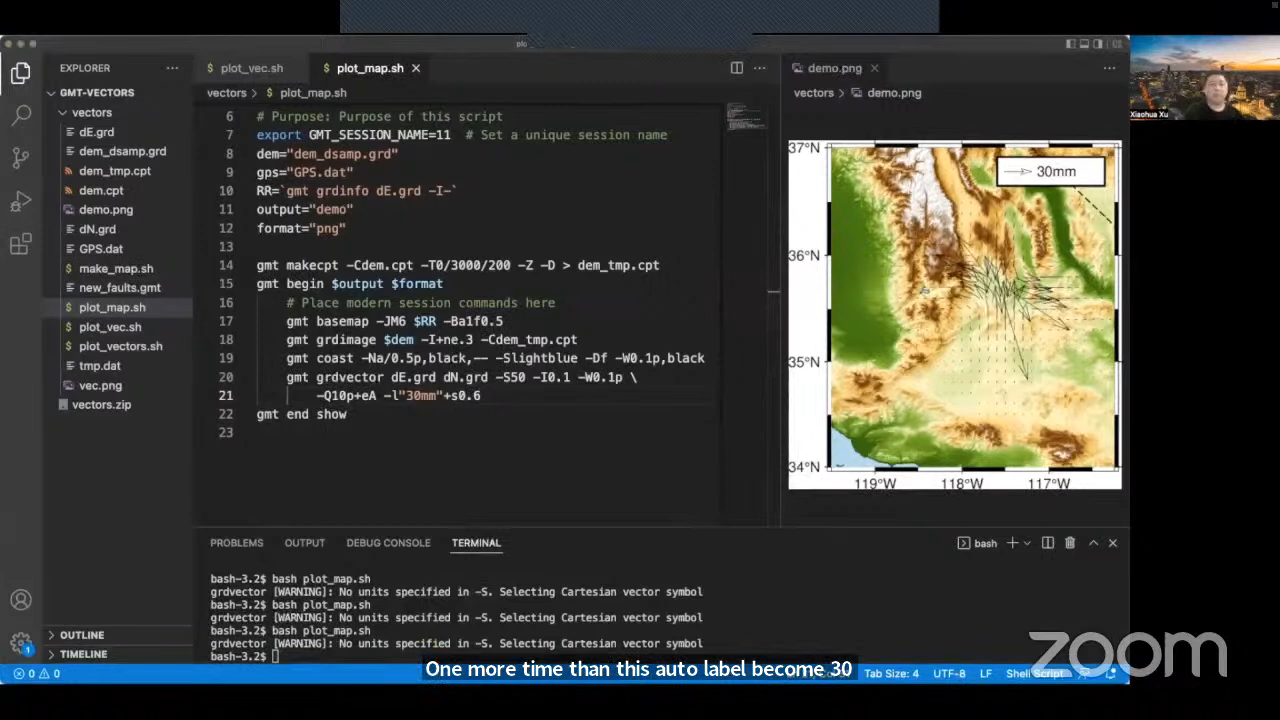 EXPLORER
GMT-VECTORS
vectors
dE.grd
dem_dsamp.grd
dem_tmp.cpt
dem.cpt
demo.png
dN.grd
GPS.dat
make_map.sh
new_faults.gmt
plot_map.sh
plot_vec.sh
plot_vectors.sh
tmp.dat
vec.png
vectors.zip
OUTLINE
TIMELINE
plot_vec.sh
plot_map.sh
vectors > plot_map.sh
6 # Purpose: Purpose of this script
7 export GMT_SESSION_NAME=11 # Set a unique session name
8 dem="dem_dsamp.grd"
9 gps="GPS.dat"
10 RR=`gmt grdinfo dE.grd -I-`
11 output="demo"
12 format="png"
13
14 gmt makecpt -Cdem.cpt -T0/3000/200 -Z -D > dem_tmp.cpt
15 gmt begin $output $format
16 # Place modern session commands here
17 gmt basemap -JM6 $RR -Ba1f0.5
18 gmt grdimage $dem -I+ne.3 -Cdem_tmp.cpt
19 gmt coast -Na/0.5p,black,-- -Slightblue -Df -W0.1p,black
20 gmt grdvector dE.grd dN.grd -S50 -I0.1 -W0.1p \
21 -Q10p+eA -l"30mm"+s0.6
22 gmt end show
23
demo.png
vectors > demo.png
37°N
30mm
36°N
35°N
34°N
119°W 118°W 117°W
Xiaohua Xu
PROBLEMS OUTPUT DEBUG CONSOLE TERMINAL
bash
bash-3.2$ bash plot_map.sh
grdvector [WARNING]: No units specified in -S. Selecting Cartesian vector symbol
bash-3.2$ bash plot_map.sh
grdvector [WARNING]: No units specified in -S. Selecting Cartesian vector symbol
bash-3.2$ bash plot_map.sh
grdvector [WARNING]: No units specified in -S. Selecting Cartesian vector symbol
bash-3.2$
zoom
One more time than this auto label become 30
1
0 0
Tab Size: 4 UTF-8 LF Shell Script